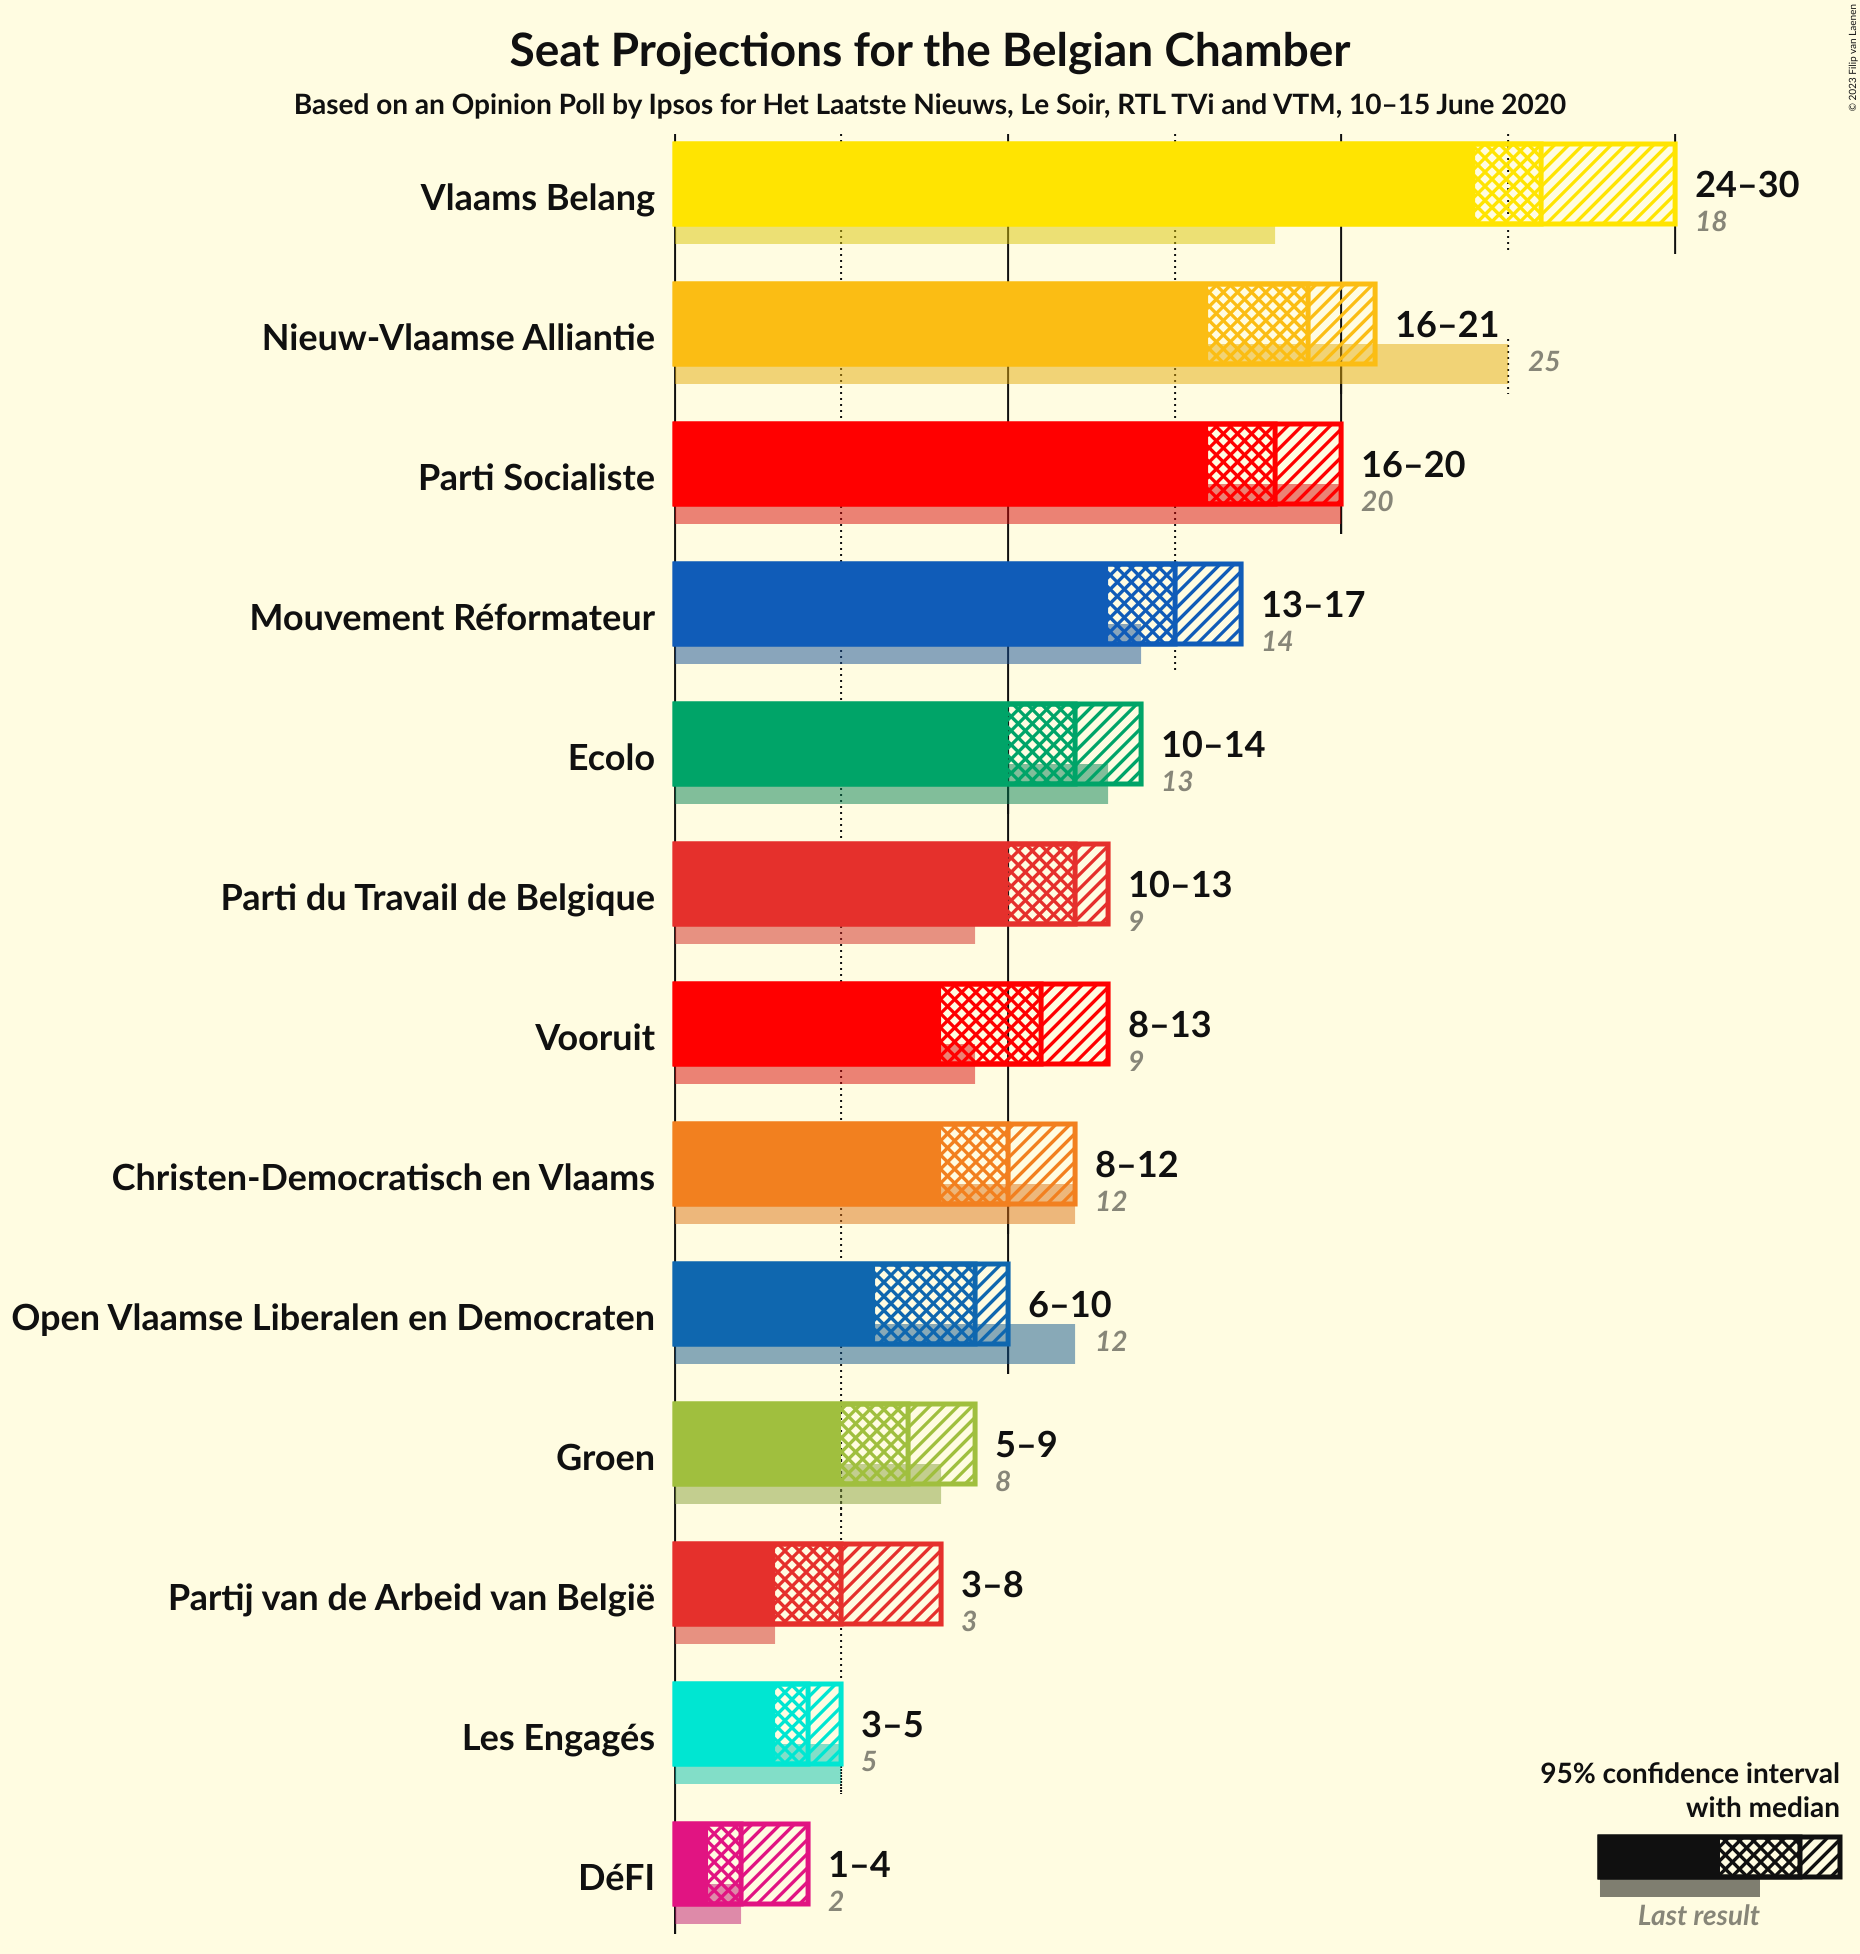 Seat Projections for the Belgian Chamber
Based on an Opinion Poll by Ipsos for Het Laatste Nieuws, Le Soir, RTL TVi and VTM, 10–15 June 2020
© 2023 Filip van Laenen
Vlaams Belang
24–30
18
Nieuw-Vlaamse Alliantie
16–21
25
Parti Socialiste
16–20
20
Mouvement Réformateur
13–17
14
Ecolo
10–14
13
Parti du Travail de Belgique
10–13
9
Vooruit
8–13
9
Christen-Democratisch en Vlaams
8–12
12
Open Vlaamse Liberalen en Democraten
6–10
12
Groen
5–9
8
Partij van de Arbeid van België
3–8
3
Les Engagés
3–5
5
DéFI
1–4
2
95% confidence interval
with median
Last result